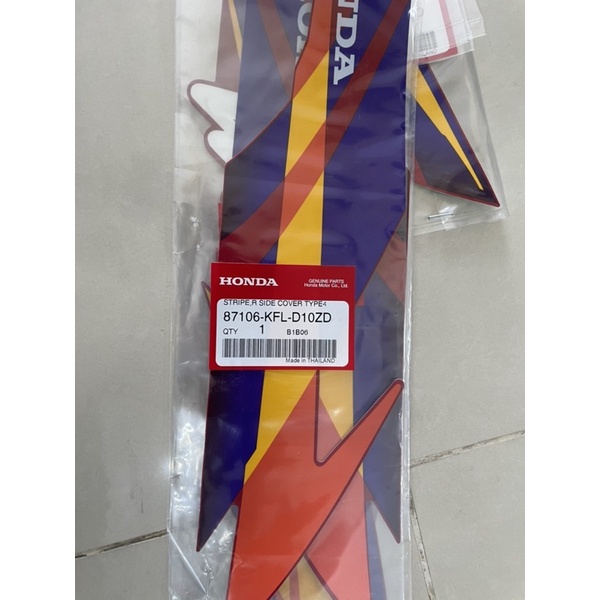 HONDA
HONDA
GENUINE PARTS
Honda Motor Co., Ltd.
STRIPE,R SIDE COVER TYPE4
87106-KFL-D10ZD
QTY 1 B1B06
Made in THAILAND